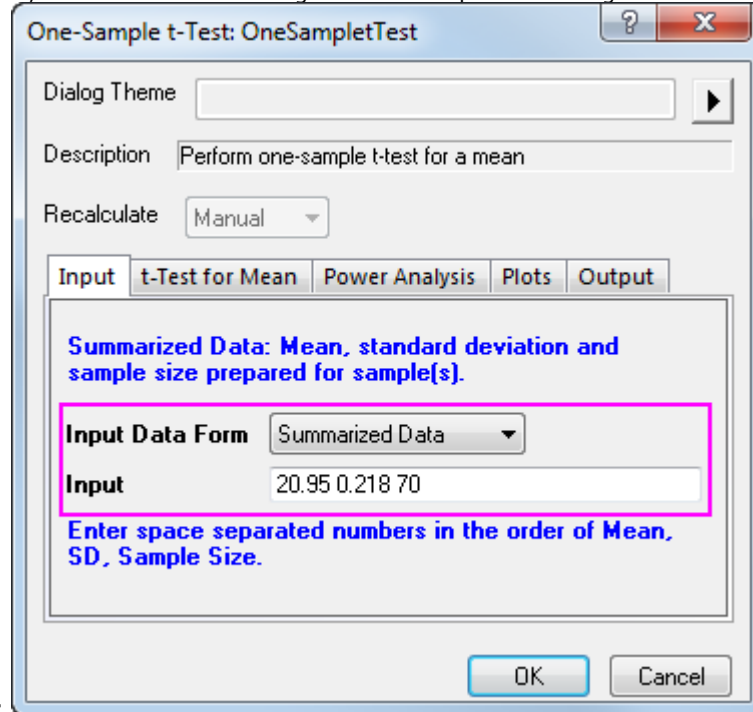 One-Sample t-Test: OneSampletTest
Dialog Theme
Description Perform one-sample t-test for a mean
Recalculate Manual
Input t-Test for Mean Power Analysis Plots Output
Summarized Data: Mean, standard deviation and
sample size prepared for sample(s).
Input Data Form Summarized Data
Input 20.95 0.218 70
Enter space separated numbers in the order of Mean,
SD, Sample Size.
OK Cancel